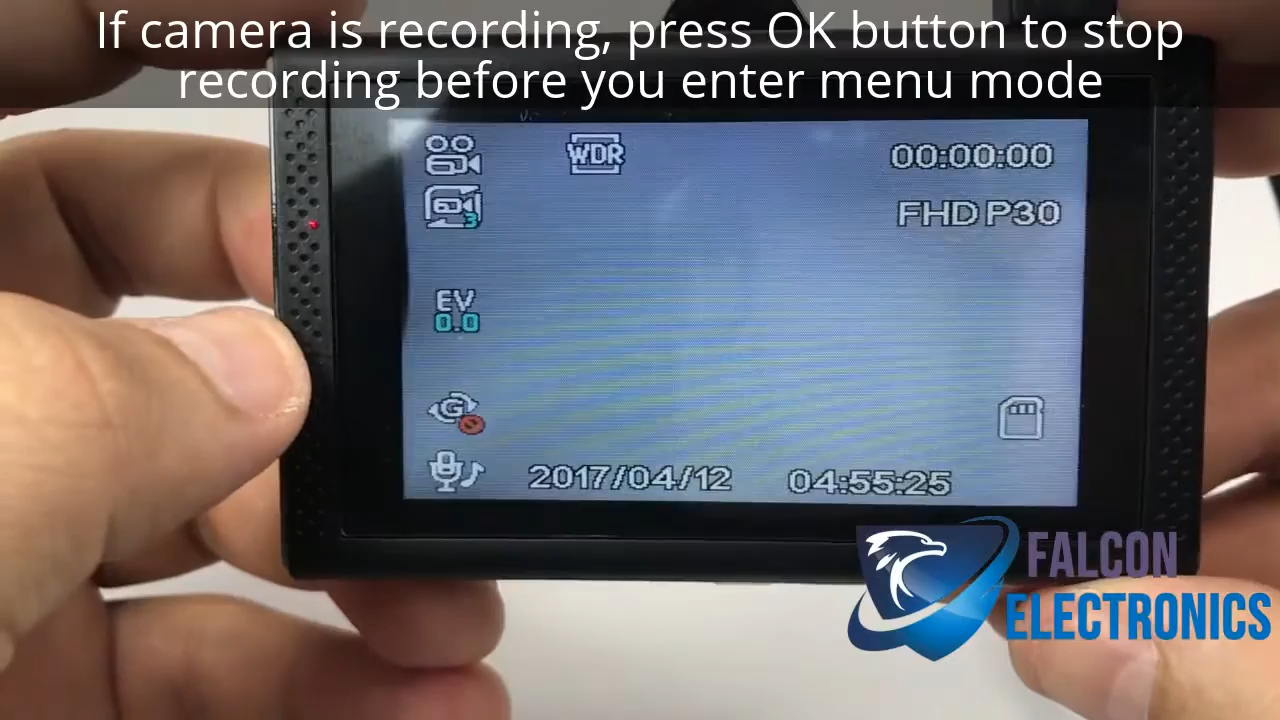 If camera is recording, press OK button to stop
recording before you enter menu mode
WDR
00:00:00
3
FHD P30
EV
0.0
G
2017/04/12 04:55:25
FALCON
ELECTRONICS